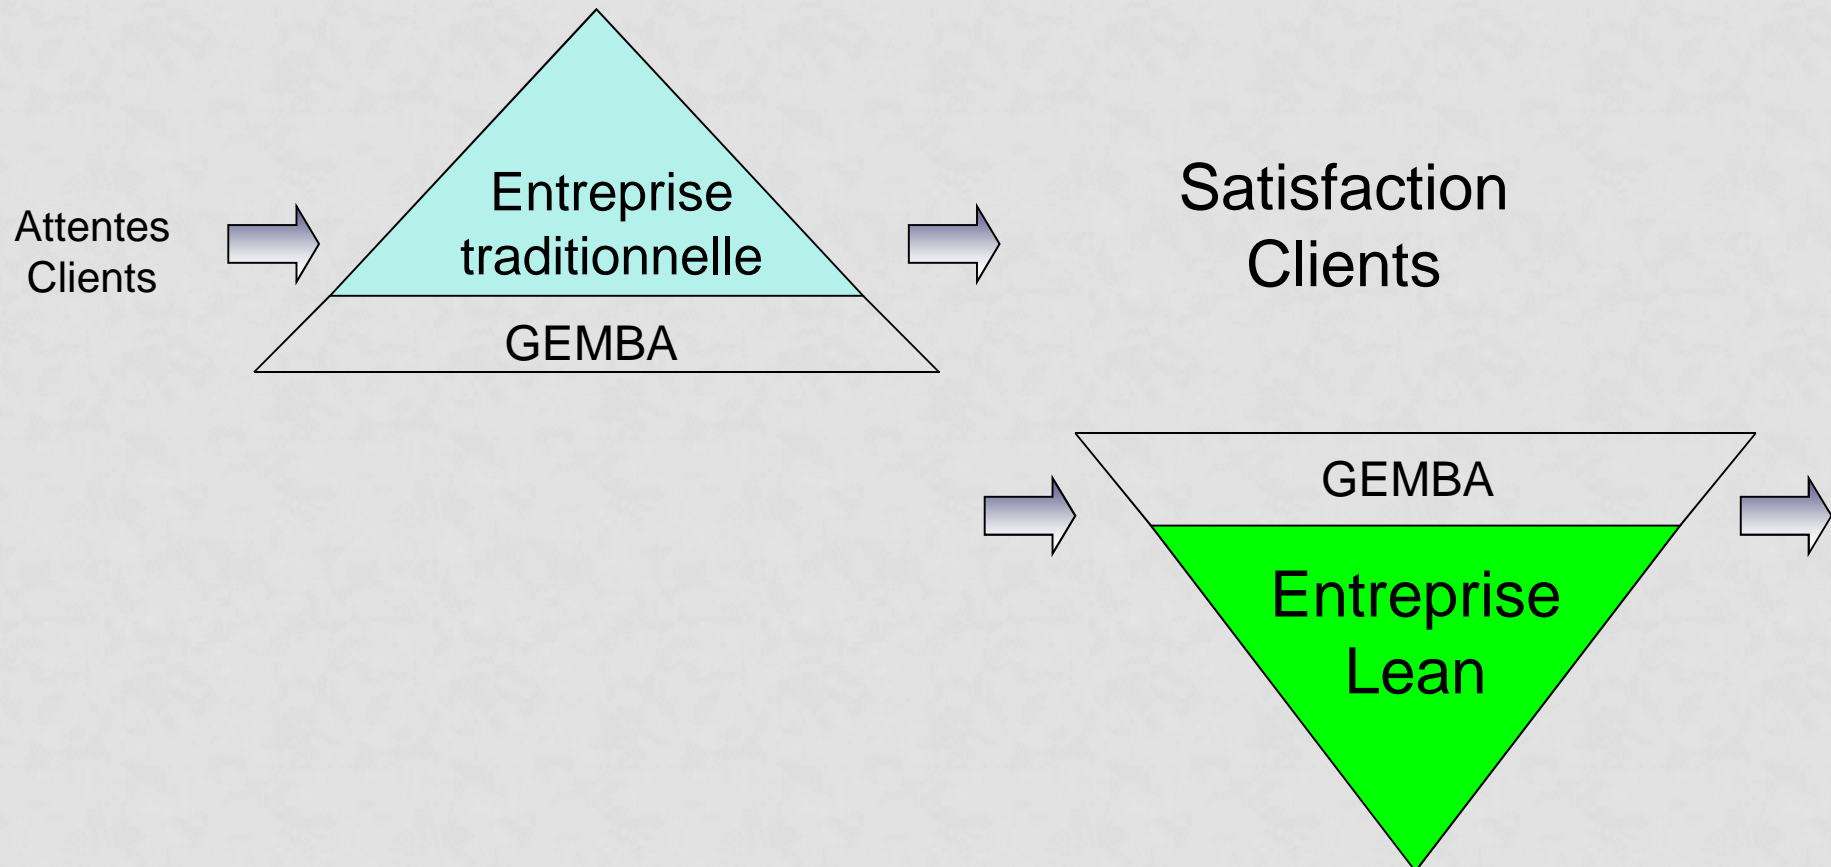 Attentes
Clients
Entreprise
traditionnelle
GEMBA
Satisfaction
Clients
GEMBA
Entreprise
Lean